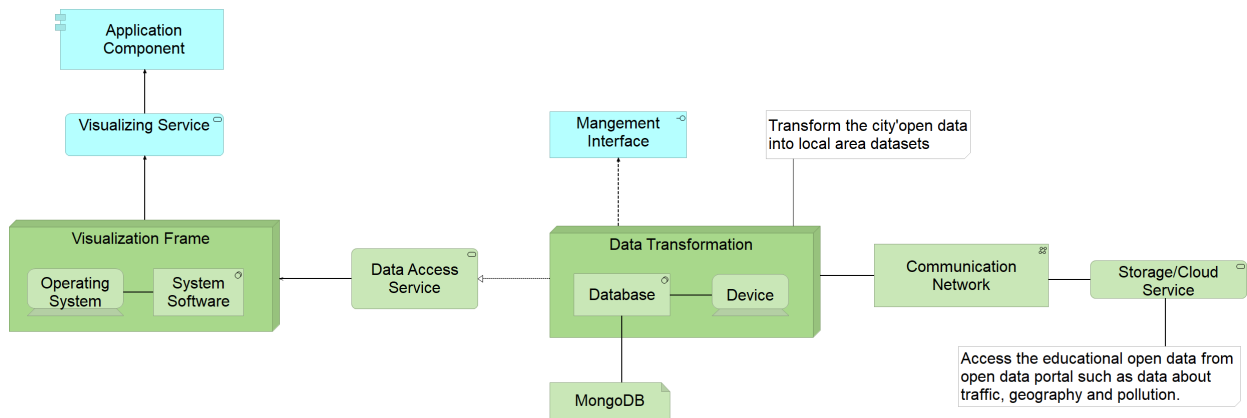 Application
Component
Visualizing Service
Mangement
Interface
Transform the city'open data
into local area datasets
Visualization Frame
Operating
System
System
Software
Data Access
Service
Data Transformation
Database
Device
Communication
Network
Storage/Cloud
Service
MongoDB
Access the educational open data from
open data portal such as data about
traffic, geography and pollution.